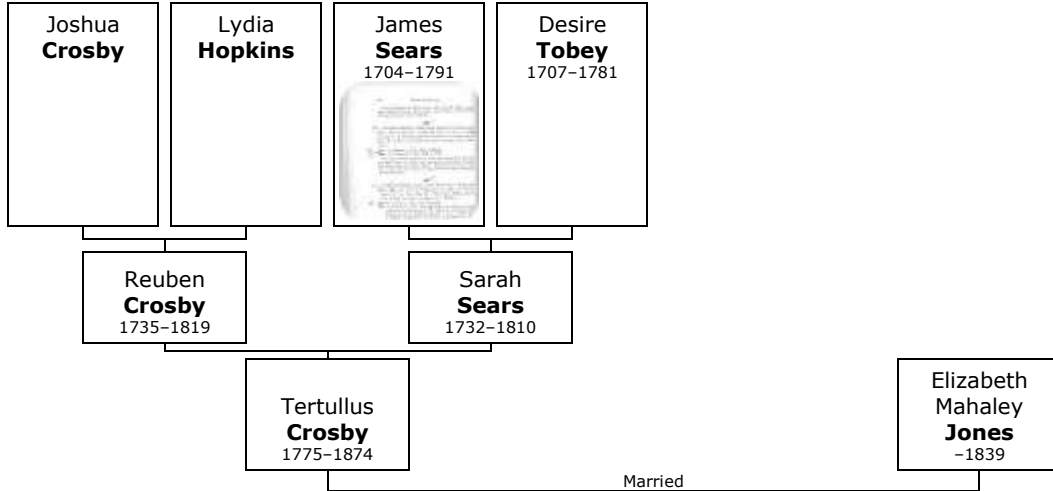 Joshua
Crosby
Lydia
Hopkins
James
Sears
1704–1791
Desire
Tobey
1707–1781
Reuben
Crosby
1735–1819
Sarah
Sears
1732–1810
Tertullus
Crosby
1775–1874
Elizabeth
Mahaley
Jones
–1839
Married